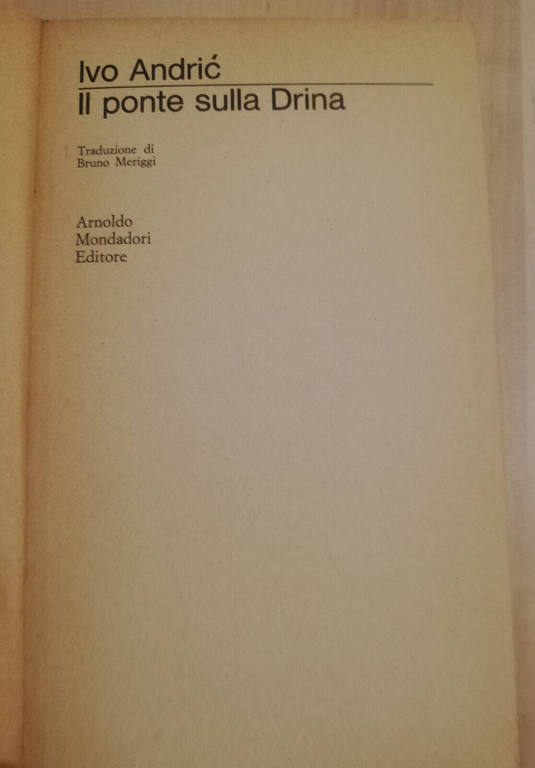 Ivo Andrić
Il ponte sulla Drina
Traduzione di
Bruno Meriggi
Arnoldo
Mondadori
Editore